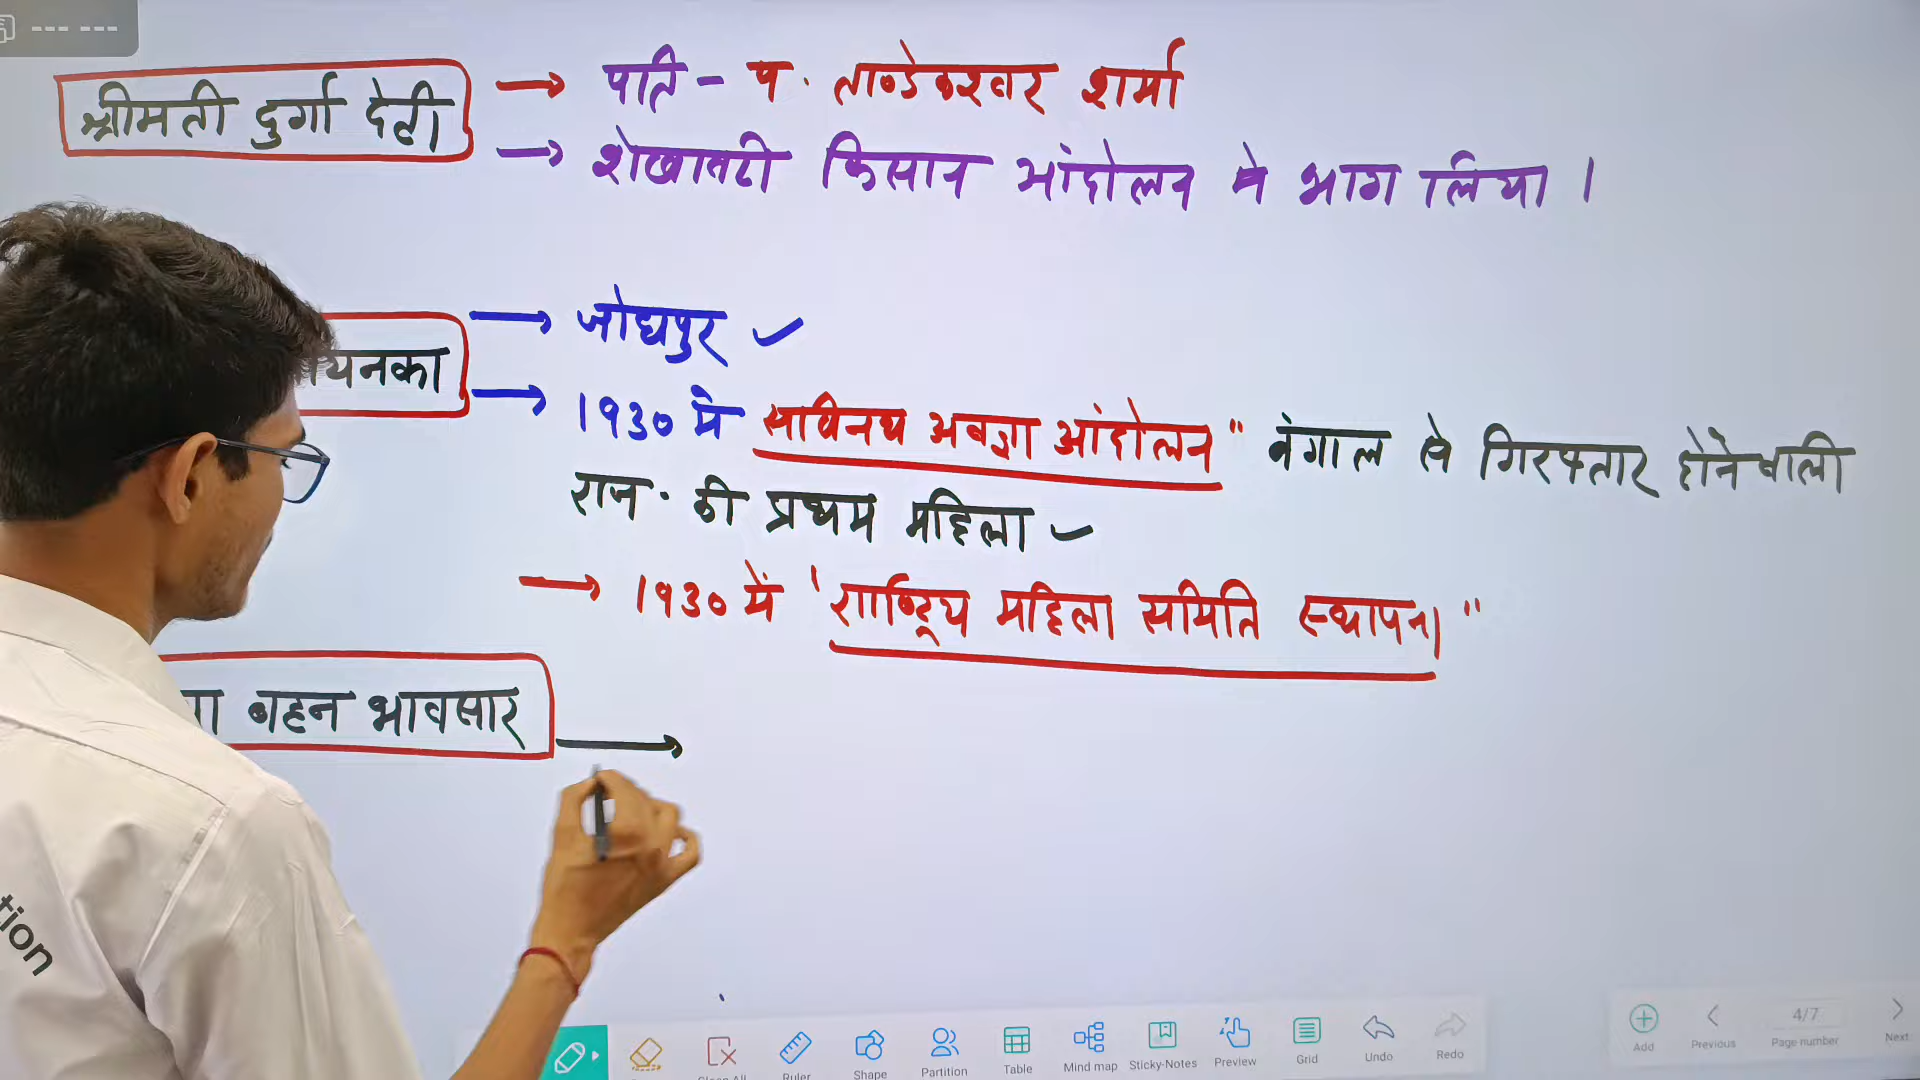 श्रीमती दुर्गा देवी → पति - प. ताण्डेकश्वर शर्मा
→ शेखावटी किसान आंदोलन मे भाग लिया ।
यनका → जोधपुर ✓
→ 1930 मे सविनय अवज्ञा आंदोलन" बंगाल से गिरफ्तार होनेवाली
राज. की प्रथम महिला ✓
→ 1930 में 'राष्ट्रिय महिला समिति स्थापना"
बहन भावसार →
tion
Add Previous 4/7 Page number Next
Clean All Ruler Shape Partition Table Mind map Sticky-Notes Preview Grid Undo Redo